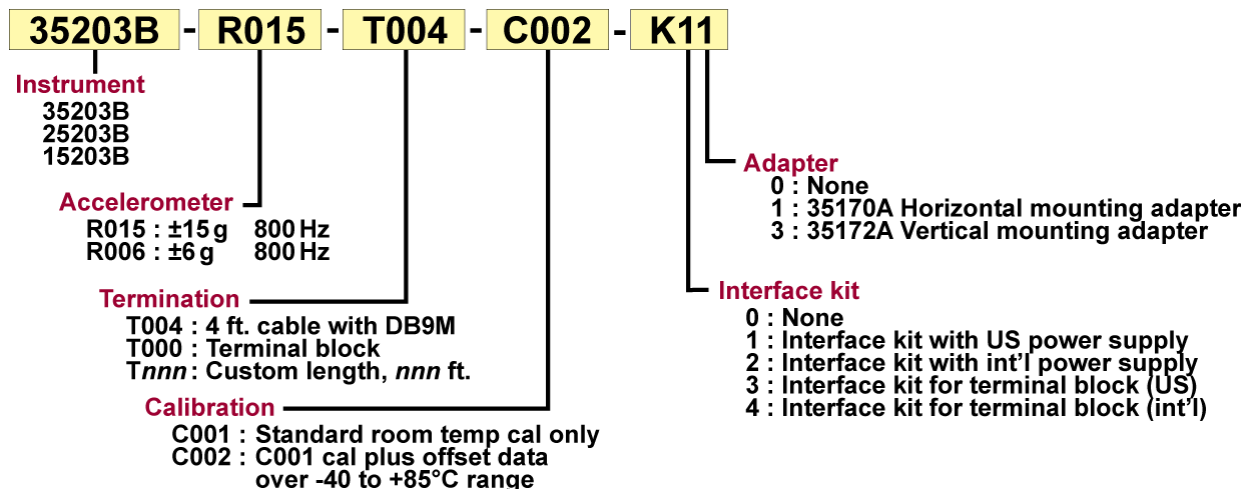 35203B - R015 - T004 - C002 - K11
Instrument
35203B
25203B
15203B
Accelerometer
R015 : ±15 g 800 Hz
R006 : ±6 g 800 Hz
Termination
T004 : 4 ft. cable with DB9M
T000 : Terminal block
Tnnn : Custom length, nnn ft.
Calibration
C001 : Standard room temp cal only
C002 : C001 cal plus offset data
over -40 to +85°C range
Adapter
0 : None
1 : 35170A Horizontal mounting adapter
3 : 35172A Vertical mounting adapter
Interface kit
0 : None
1 : Interface kit with US power supply
2 : Interface kit with int'l power supply
3 : Interface kit for terminal block (US)
4 : Interface kit for terminal block (int'l)